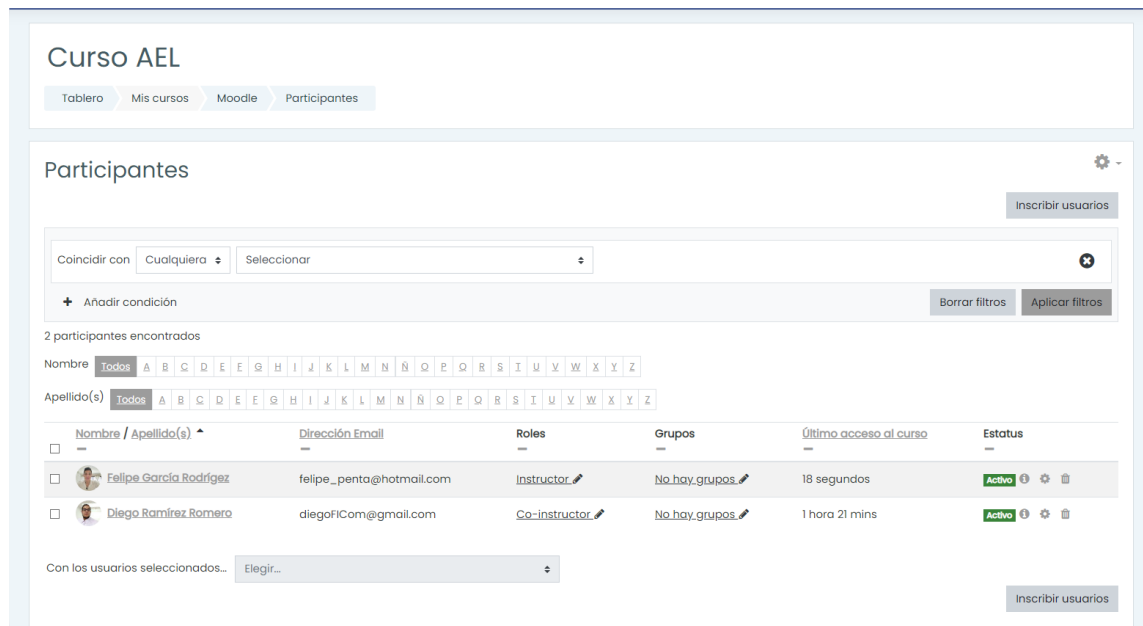 Curso AEL
Tablero Mis cursos Moodle Participantes
Participantes
Inscribir usuarios
Coincidir con Cualquiera Seleccionar
Añadir condición Borrar filtros Aplicar filtros
2 participantes encontrados
Nombre Todos A B C D E F G H I J K L M N Ñ O P Q R S T U V W X Y Z
Apellido(s) Todos A B C D E F G H I J K L M N Ñ O P Q R S T U V W X Y Z
Nombre / Apellido(s) Dirección Email Roles Grupos Último acceso al curso Estatus
Felipe García Rodrígez felipe_penta@hotmail.com Instructor No hay grupos 18 segundos Activo
Diego Ramírez Romero diegoFICom@gmail.com Co-instructor No hay grupos 1 hora 21 mins Activo
Con los usuarios seleccionados... Elegir...
Inscribir usuarios